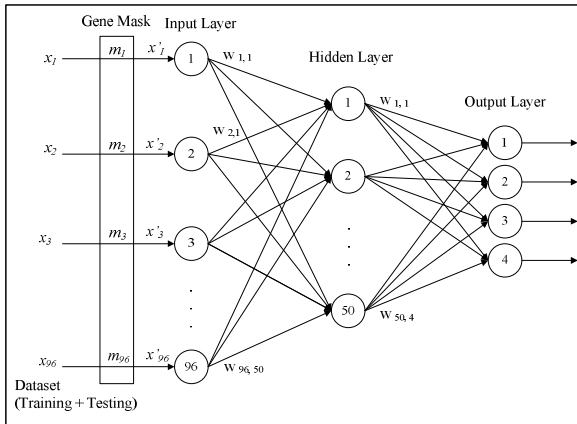 Gene Mask
Input Layer
Hidden Layer
Output Layer
x1 m1 x'1 1
x2 m2 x'2 2
x3 m3 x'3 3
. . .
. . .
x96 m96 x'96 96
W 1, 1
W 2,1
W 96, 50
1
2
. . .
50
W 1, 1
W 50, 4
1
2
3
4
Dataset
(Training + Testing)